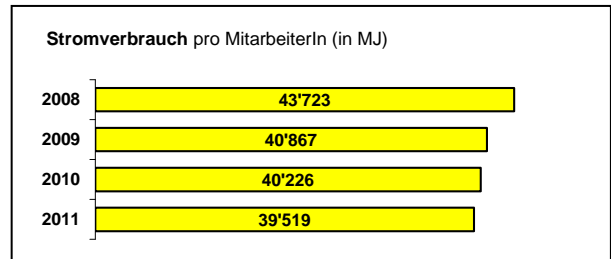 Stromverbrauch pro MitarbeiterIn (in MJ)
2008 43'723
2009 40'867
2010 40'226
2011 39'519